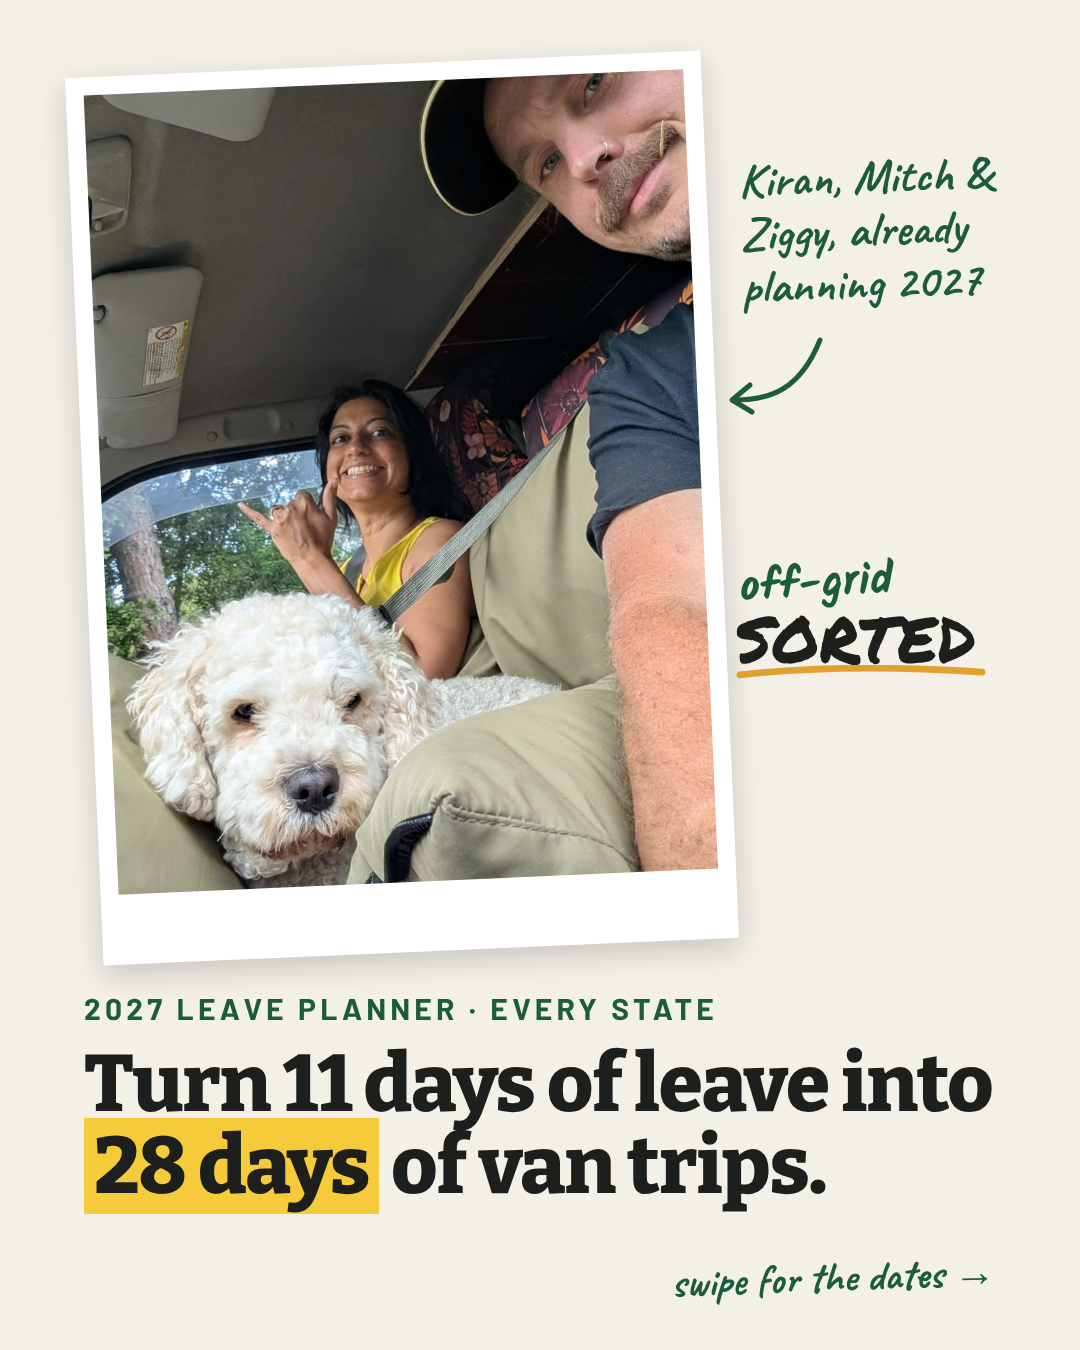 Kiran, Mitch &
Ziggy, already
planning 2027
off-grid
SORTED
2027 LEAVE PLANNER · EVERY STATE
Turn 11 days of leave into
28 days of van trips.
swipe for the dates →